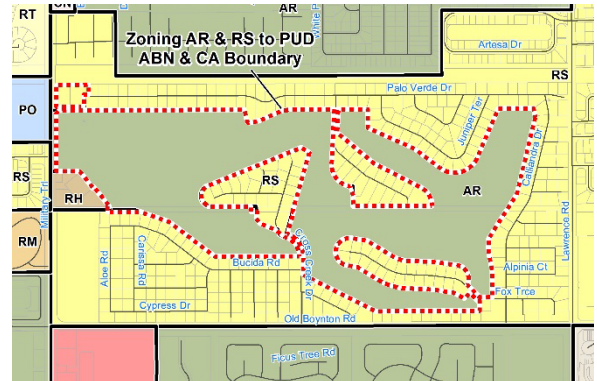 AR
RT
Zoning AR & RS to PUD
ABN & CA Boundary
Artesa Dr
RS
Palo Verde Dr
PO
Juniper Ter
Calliandra Dr
RS
RS
AR
RH
Military Trl
Lawrence Rd
RM
Aloe Rd
Carissa Rd
Cross Creek Dr
Bucida Rd
Alpinia Ct
Fox Trce
Cypress Dr
Old Boynton Rd
Ficus Tree Rd